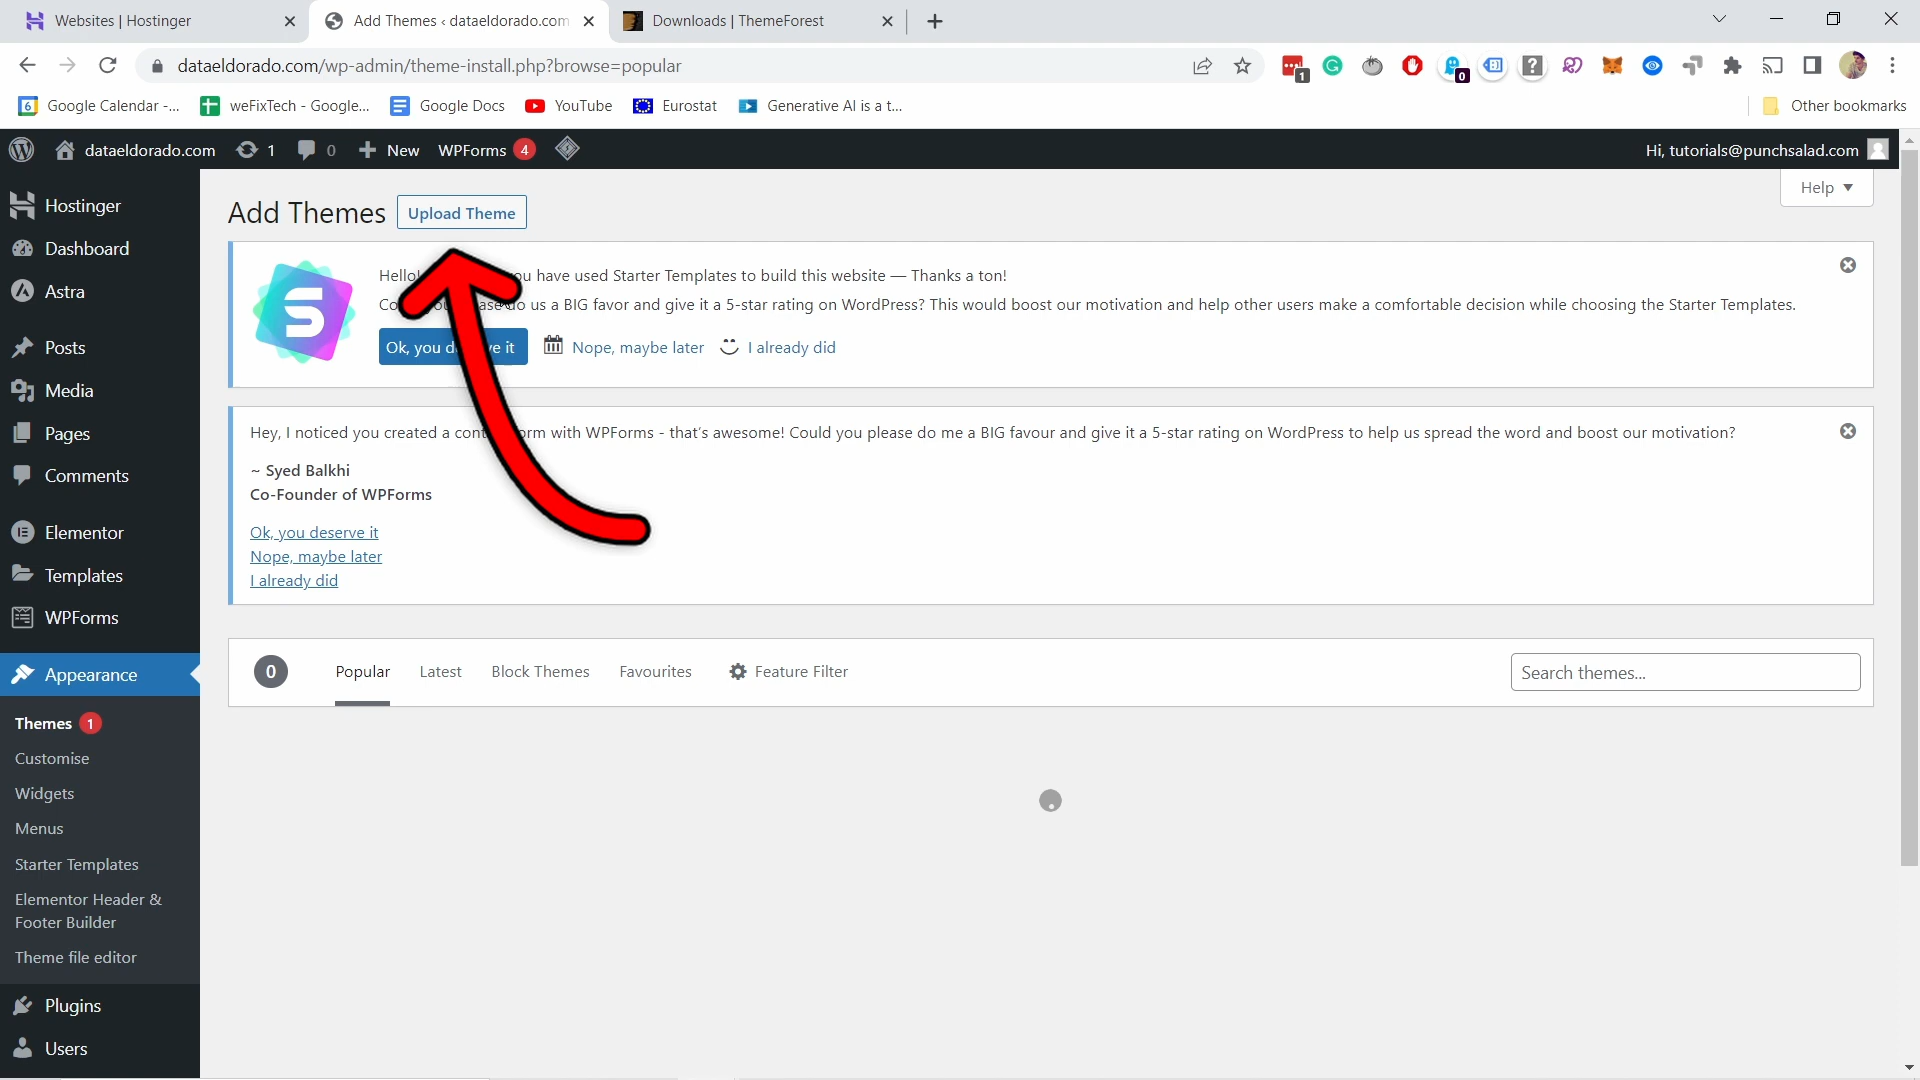 Websites | Hostinger
Add Themes ‹ dataeldorado.com
Downloads | ThemeForest
dataeldorado.com/wp-admin/theme-install.php?browse=popular
1
0
6 Google Calendar -...
weFixTech - Google...
Google Docs
YouTube
Eurostat
Generative AI is a t...
Other bookmarks
dataeldorado.com
1
0
New
WPForms 4
Hi, tutorials@punchsalad.com
Help
Hostinger
Dashboard
Astra
Posts
Media
Pages
Comments
Elementor
Templates
WPForms
Appearance
Themes 1
Customise
Widgets
Menus
Starter Templates
Elementor Header &
Footer Builder
Theme file editor
Plugins
Users
Add Themes
Upload Theme
Hello! you have used Starter Templates to build this website — Thanks a ton!
do us a BIG favor and give it a 5-star rating on WordPress? This would boost our motivation and help other users make a comfortable decision while choosing the Starter Templates.
Ok, you it
Nope, maybe later
I already did
Hey, I noticed you created a with WPForms - that's awesome! Could you please do me a BIG favour and give it a 5-star rating on WordPress to help us spread the word and boost our motivation?
~ Syed Balkhi
Co-Founder of WPForms
Ok, you deserve it
Nope, maybe later
I already did
0
Popular
Latest
Block Themes
Favourites
Feature Filter
Search themes...